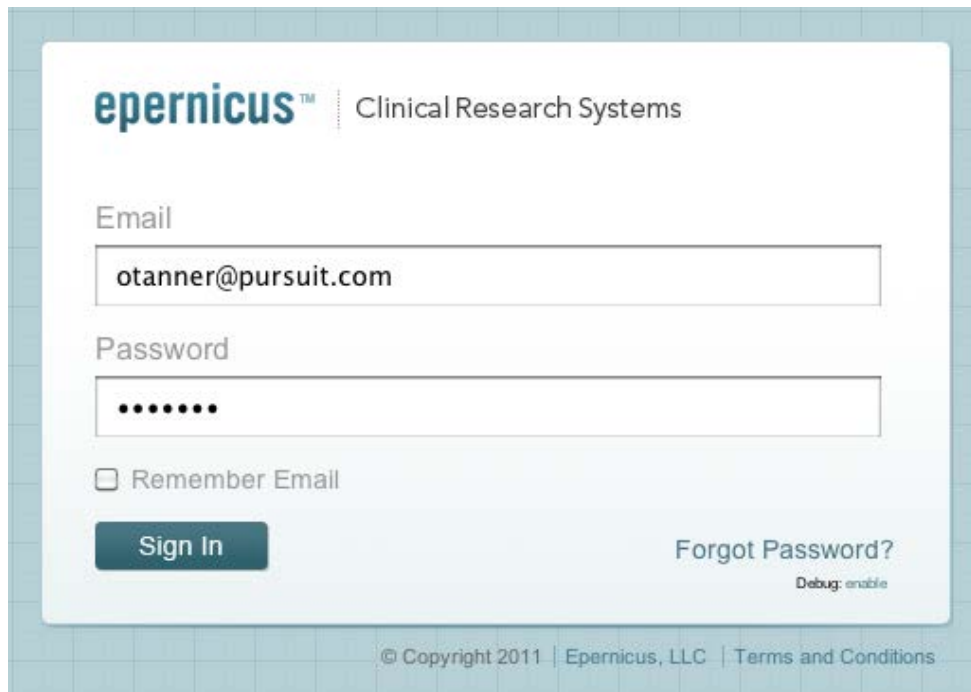 epernicus™ Clinical Research Systems
Email
otanner@pursuit.com
Password
•••••••
Remember Email
Sign In
Forgot Password?
Debug: enable
© Copyright 2011 | Epernicus, LLC | Terms and Conditions